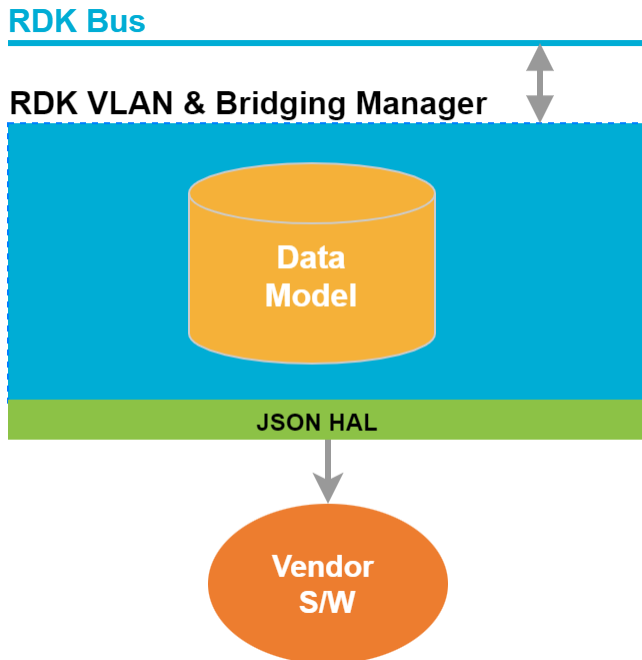 RDK Bus
RDK VLAN & Bridging Manager
Data
Model
JSON HAL
Vendor
S/W